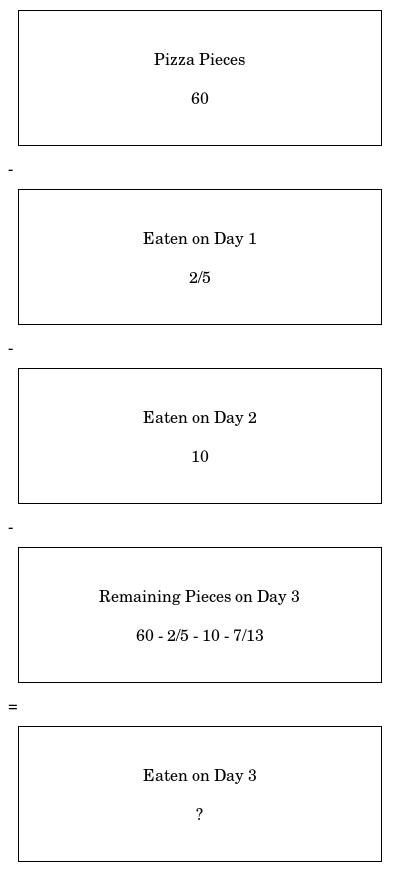 Pizza Pieces
60
-
Eaten on Day 1
2/5
-
Eaten on Day 2
10
-
Remaining Pieces on Day 3
60 - 2/5 - 10 - 7/13
=
Eaten on Day 3
?